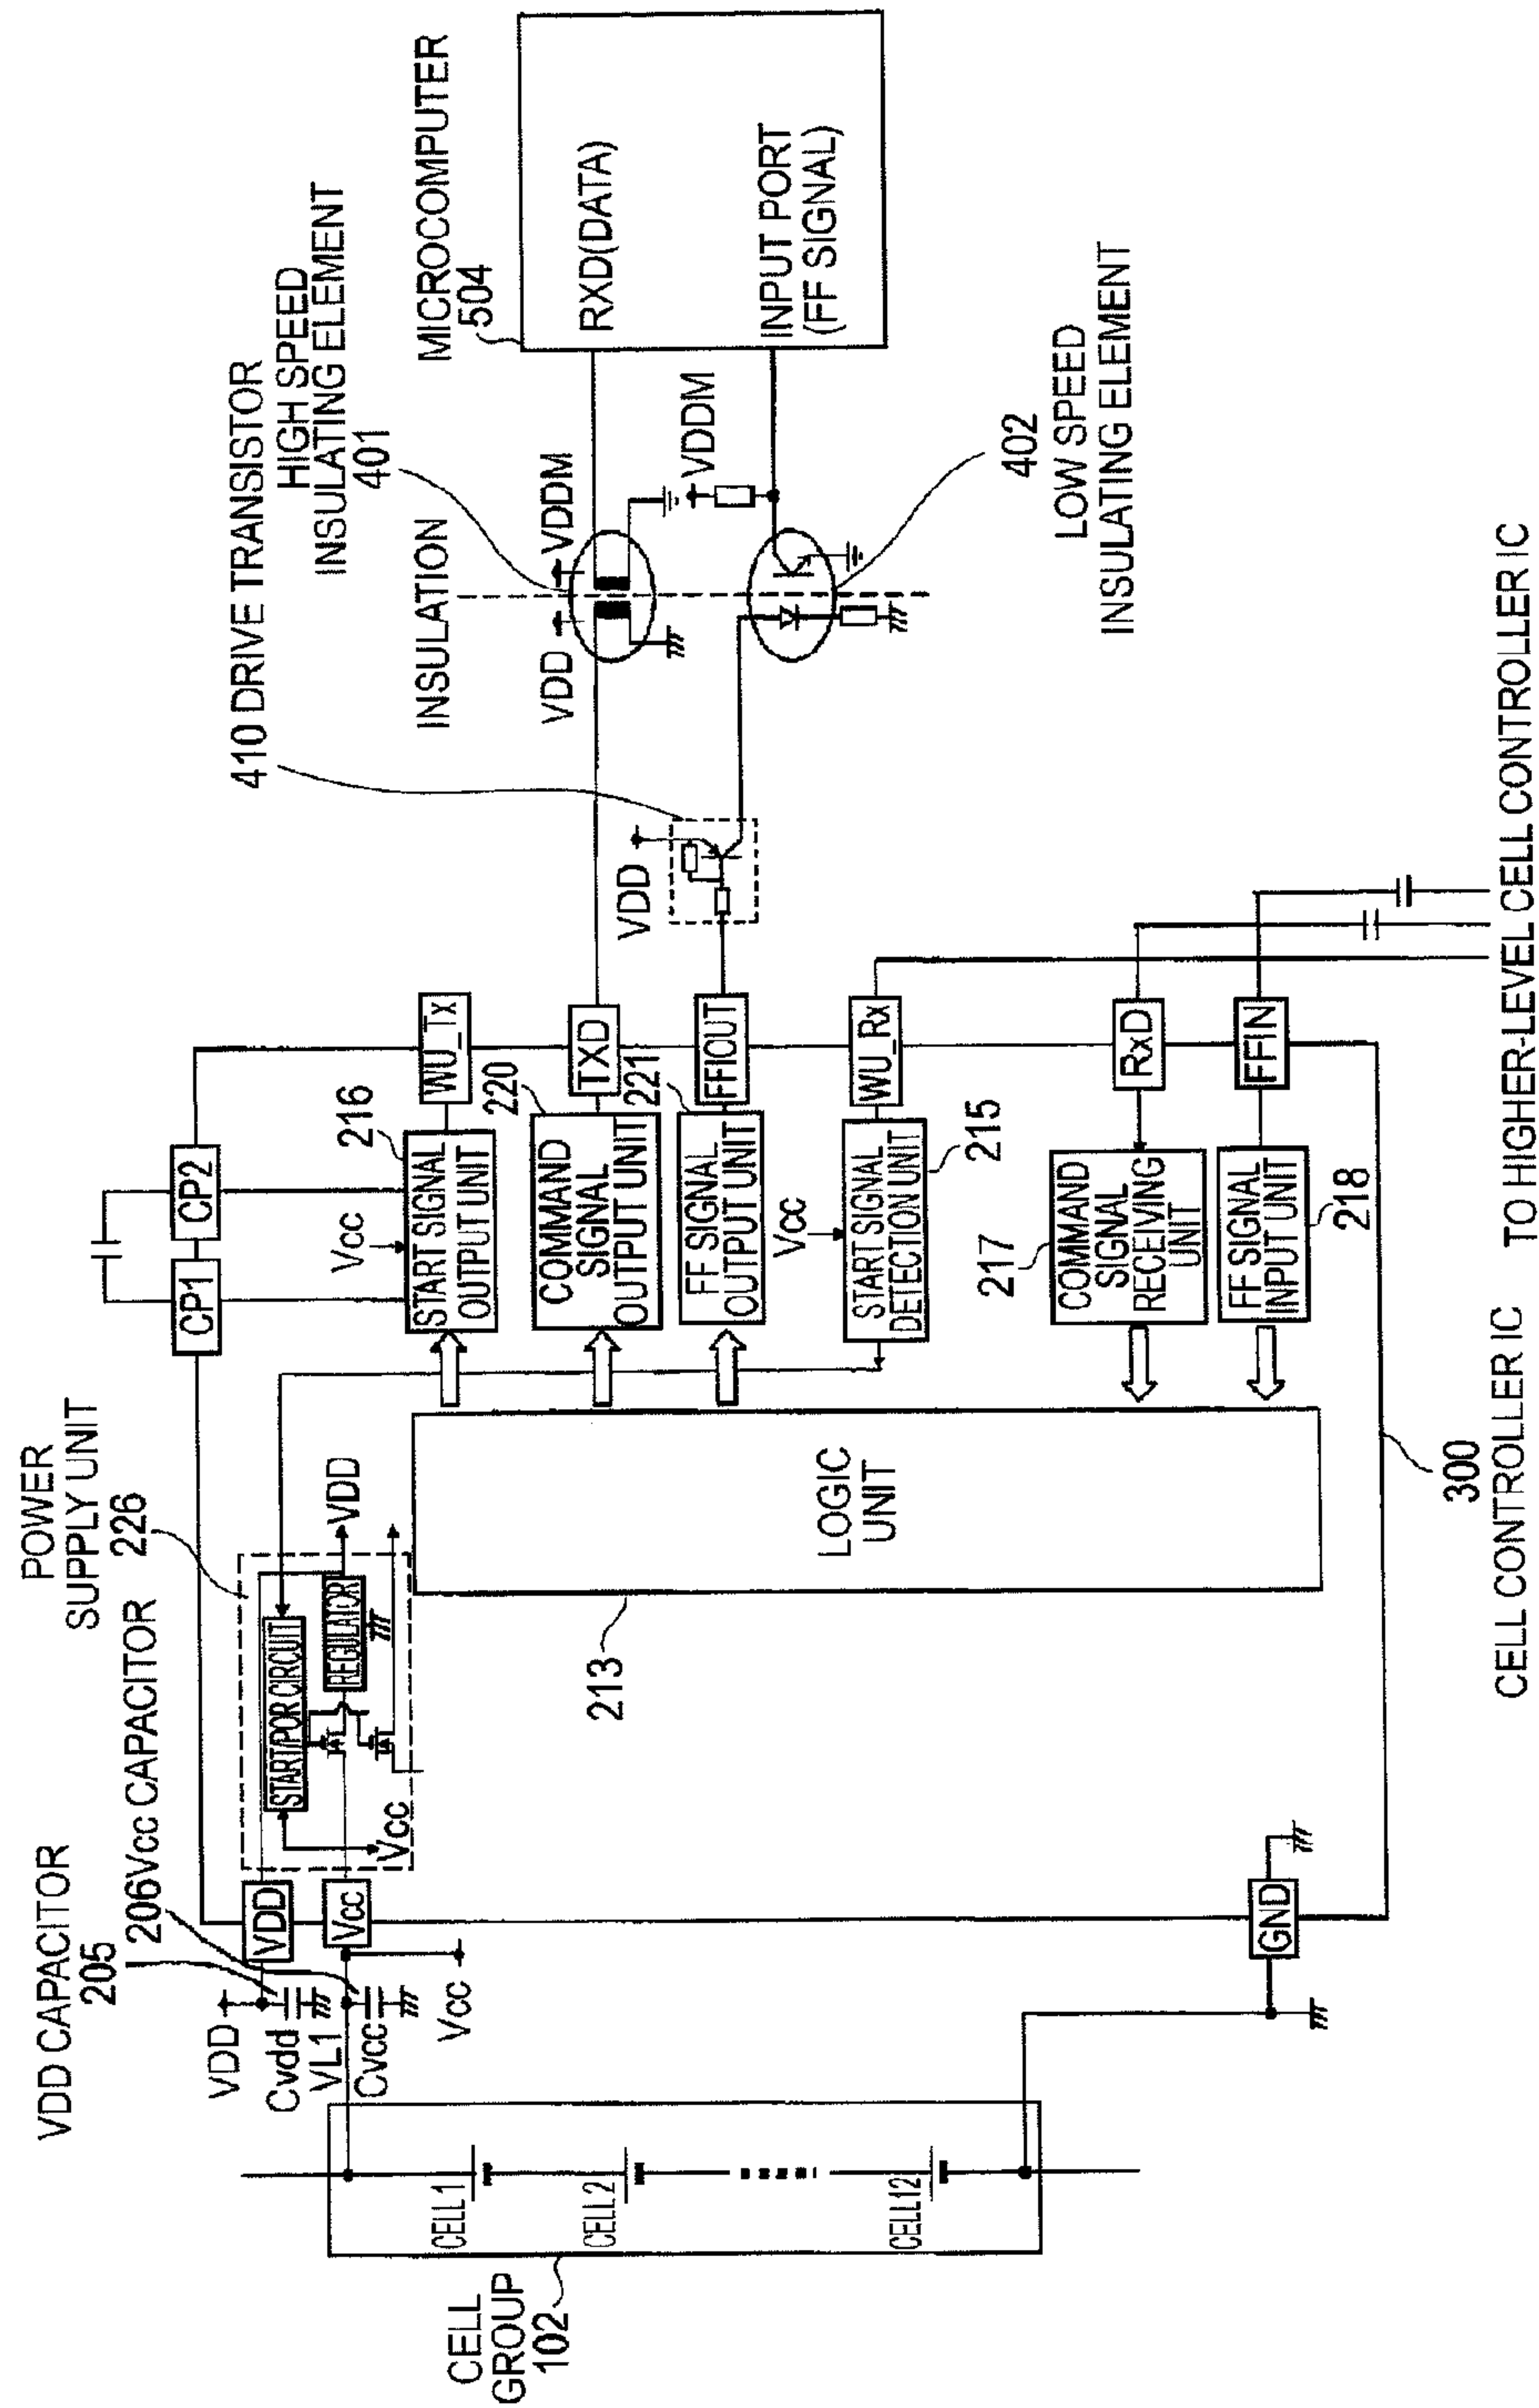 CELL
GROUP
102
CELL1
CELL2
CELL12
VDD CAPACITOR
205
206Vcc CAPACITOR
VDD
Cvdd
VL1
Cvcc
Vcc
VDD
Vcc
GND
POWER
SUPPLY UNIT
226
START/POR CIRCUIT
REGULATOR
VDD
Vcc
LOGIC
UNIT
213
CP1
CP2
Vcc
216
START SIGNAL
OUTPUT UNIT
WU_Tx
220
COMMAND
SIGNAL
OUTPUT UNIT
TXD
221
FF SIGNAL
OUTPUT UNIT
FFIOUT
Vcc
START SIGNAL
DETECTION UNIT
215
WU_Rx
217
COMMAND
SIGNAL
RECEIVING
UNIT
RxD
FF SIGNAL
INPUT UNIT
218
FFIN
300
CELL CONTROLLER IC
TO HIGHER-LEVEL CELL CONTROLLER IC
410 DRIVE TRANSISTOR
VDD
INSULATION
HIGH SPEED
INSULATING ELEMENT
401
VDD
VDDM
VDDM
402
LOW SPEED
INSULATING ELEMENT
MICROCOMPUTER
504
RXD(DATA)
INPUT PORT
(FF SIGNAL)